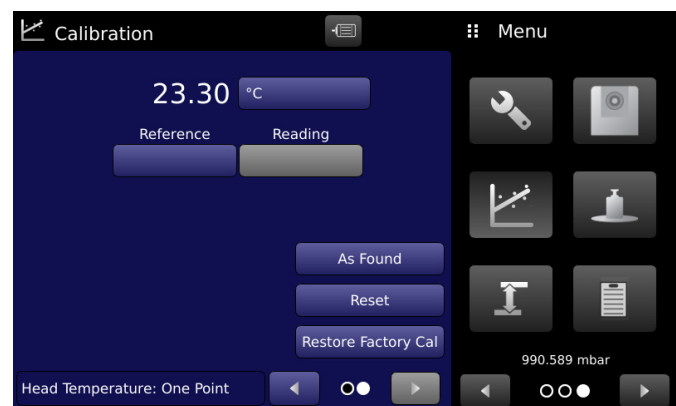 Calibration
Menu
23.30 °C
Reference Reading
As Found
Reset
Restore Factory Cal
990.589 mbar
Head Temperature: One Point